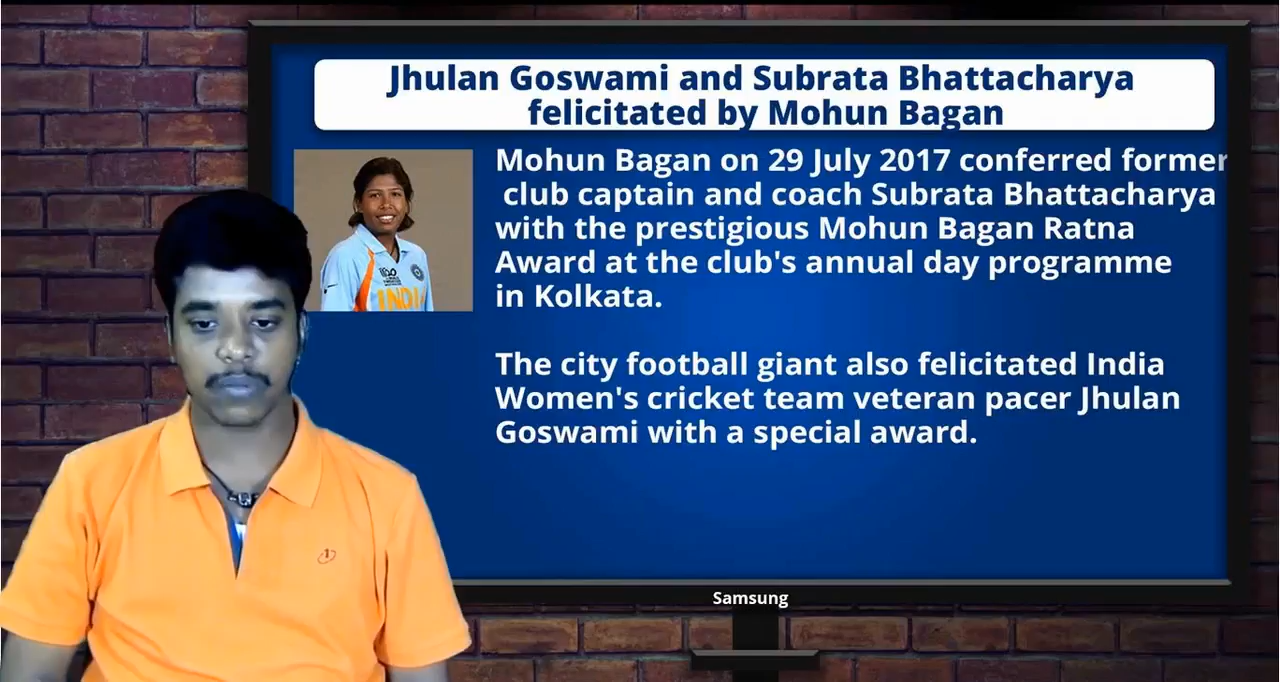 Jhulan Goswami and Subrata Bhattacharya
felicitated by Mohun Bagan
Mohun Bagan on 29 July 2017 conferred former
club captain and coach Subrata Bhattacharya
with the prestigious Mohun Bagan Ratna
Award at the club's annual day programme
in Kolkata.
The city football giant also felicitated India
Women's cricket team veteran pacer Jhulan
Goswami with a special award.
INDIA
Samsung